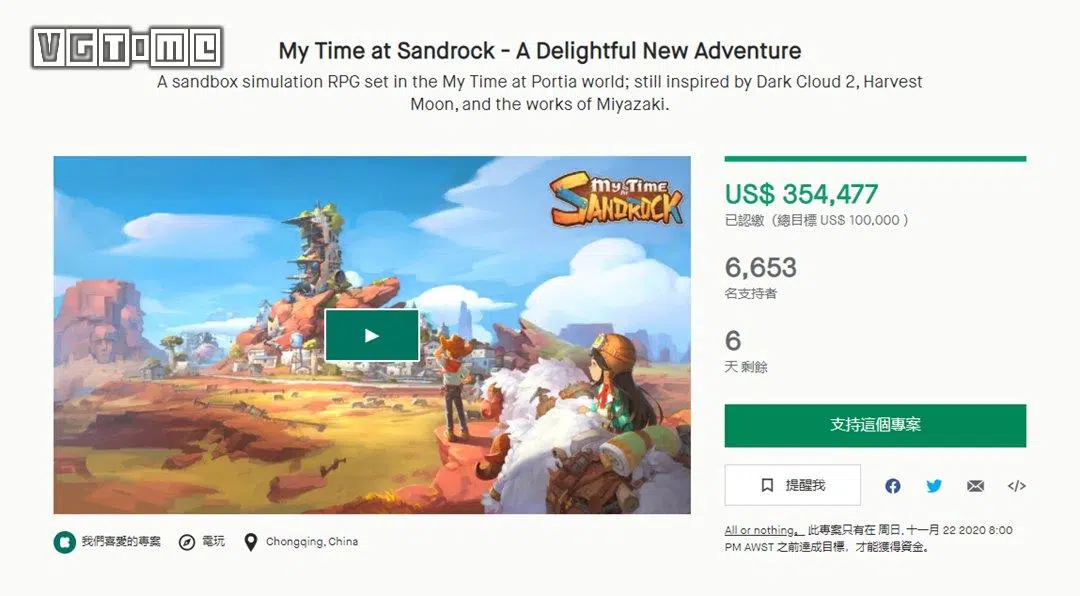 VGTIME
My Time at Sandrock - A Delightful New Adventure
A sandbox simulation RPG set in the My Time at Portia world; still inspired by Dark Cloud 2, Harvest
Moon, and the works of Miyazaki.
My Time
AT
SANDROCK
US$ 354,477
已認繳（總目標 US$ 100,000 ）
6,653
名支持者
6
天 剩餘
支持這個專案
提醒我
All or nothing。 此專案只有在 周日, 十一月 22 2020 8:00
PM AWST 之前達成目標，才能獲得資金。
我們喜愛的專案
電玩
Chongqing, China